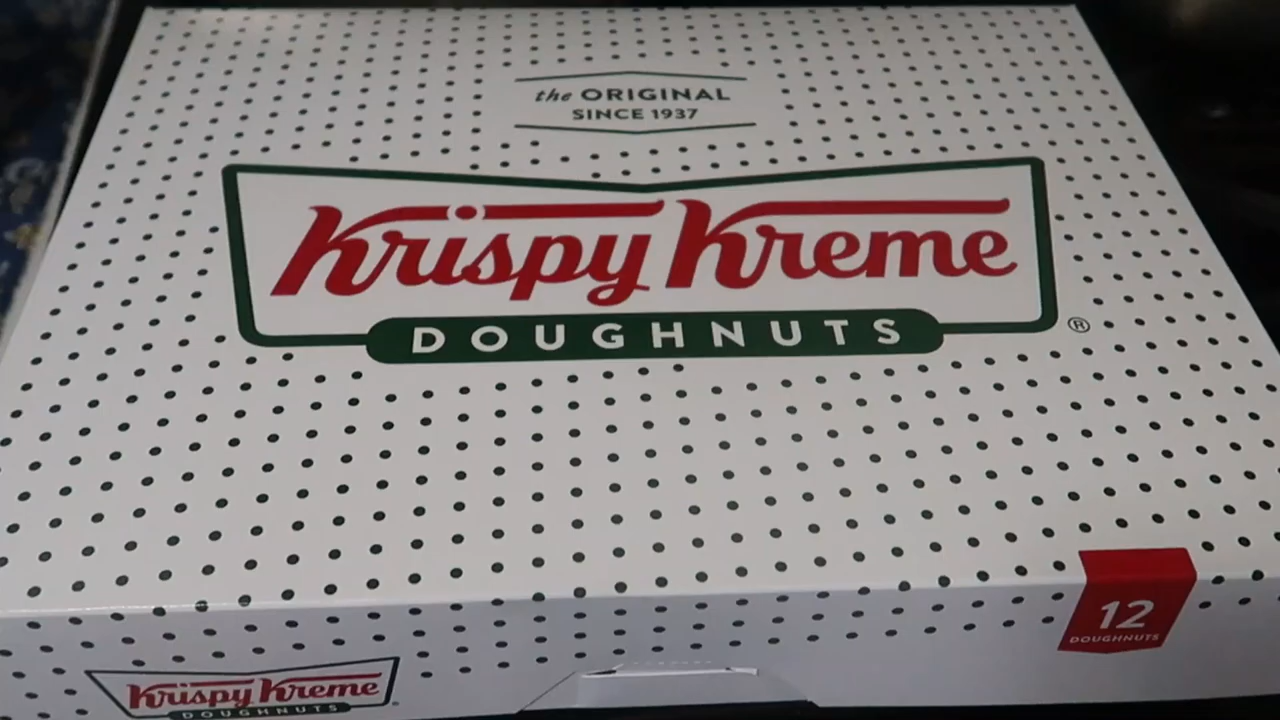 the ORIGINAL
SINCE 1937
Krispy Kreme
DOUGHNUTS
®
12
DOUGHNUTS
Krispy Kreme
DOUGHNUTS